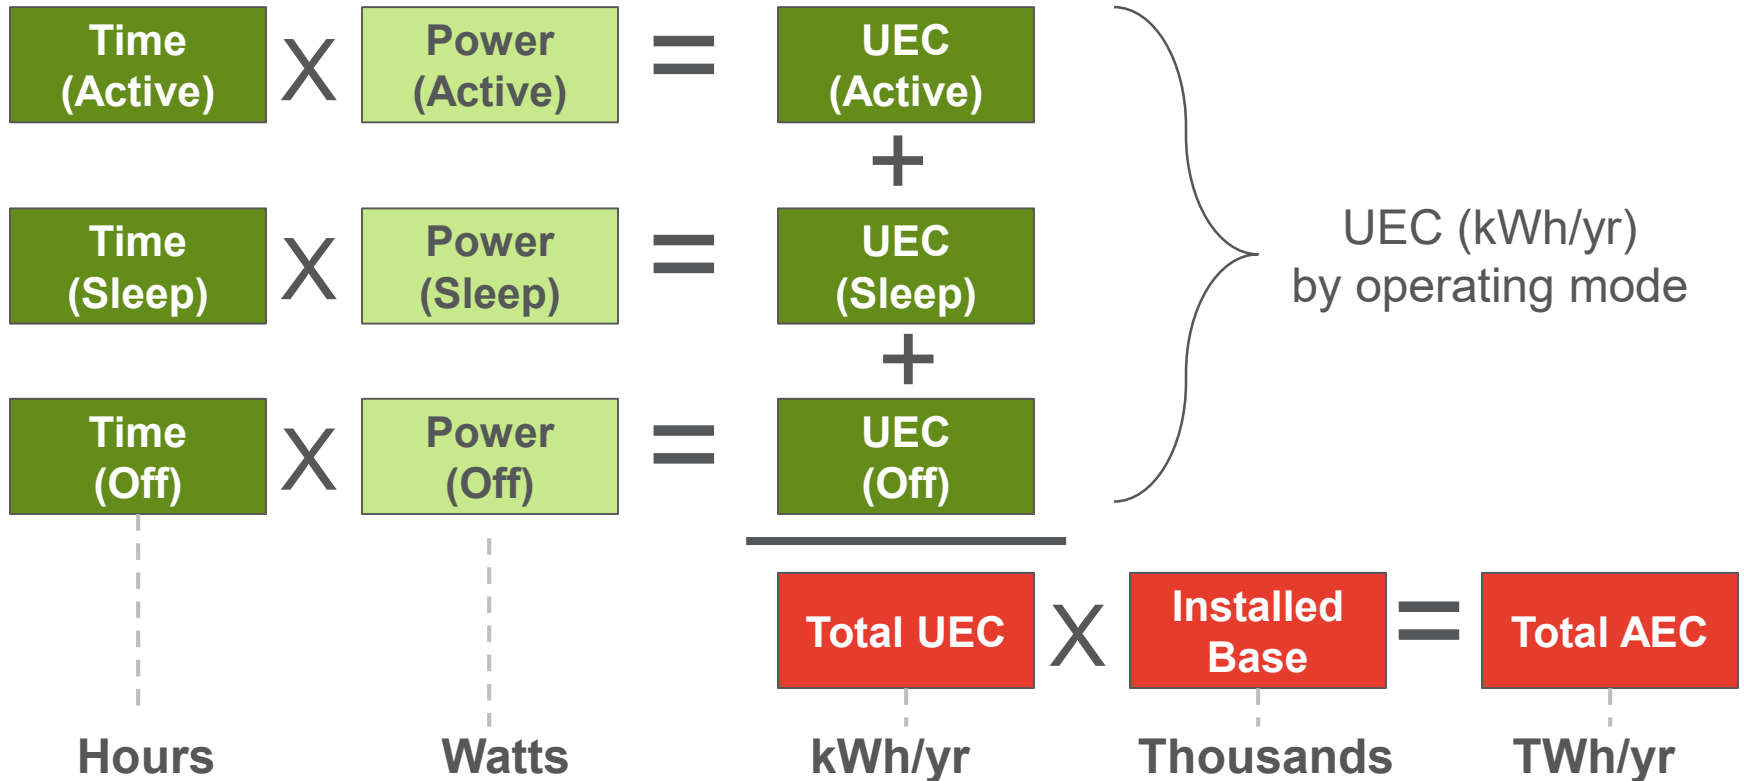 Time
(Active)
X
Power
(Active)
=
UEC
(Active)
+
Time
(Sleep)
X
Power
(Sleep)
=
UEC
(Sleep)
UEC (kWh/yr)
by operating mode
+
Time
(Off)
X
Power
(Off)
=
UEC
(Off)
Total UEC
X
Installed
Base
=
Total AEC
Hours
Watts
kWh/yr
Thousands
TWh/yr